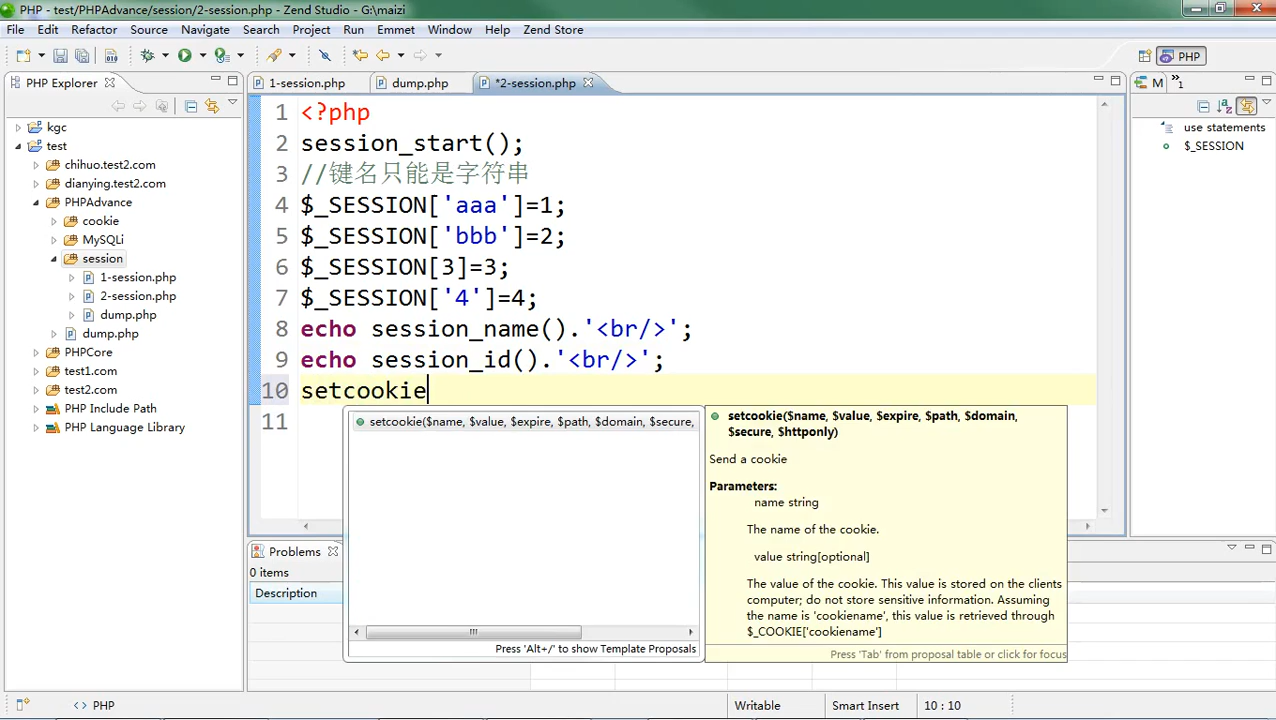 PHP - test/PHPAdvance/session/2-session.php - Zend Studio - G:\maizi
File Edit Refactor Source Navigate Search Project Run Emmet Window Help Zend Store
PHP
PHP Explorer
1-session.php
dump.php
*2-session.php
M
1
kgc
test
chihuo.test2.com
dianying.test2.com
PHPAdvance
cookie
MySQLi
session
1-session.php
2-session.php
dump.php
dump.php
PHPCore
test1.com
test2.com
PHP Include Path
PHP Language Library
1 <?php
2 session_start();
3 //键名只能是字符串
4 $_SESSION['aaa']=1;
5 $_SESSION['bbb']=2;
6 $_SESSION[3]=3;
7 $_SESSION['4']=4;
8 echo session_name().'<br/>';
9 echo session_id().'<br/>';
10 setcookie
11
use statements
$_SESSION
setcookie($name, $value, $expire, $path, $domain, $secure,
Press 'Alt+/' to show Template Proposals
setcookie($name, $value, $expire, $path, $domain,
$secure, $httponly)
Send a cookie
Parameters:
name string
The name of the cookie.
value string[optional]
The value of the cookie. This value is stored on the clients
computer; do not store sensitive information. Assuming
the name is 'cookiename', this value is retrieved through
$_COOKIE['cookiename']
Press 'Tab' from proposal table or click for focus
Problems
0 items
Description
PHP
Writable
Smart Insert
10 : 10